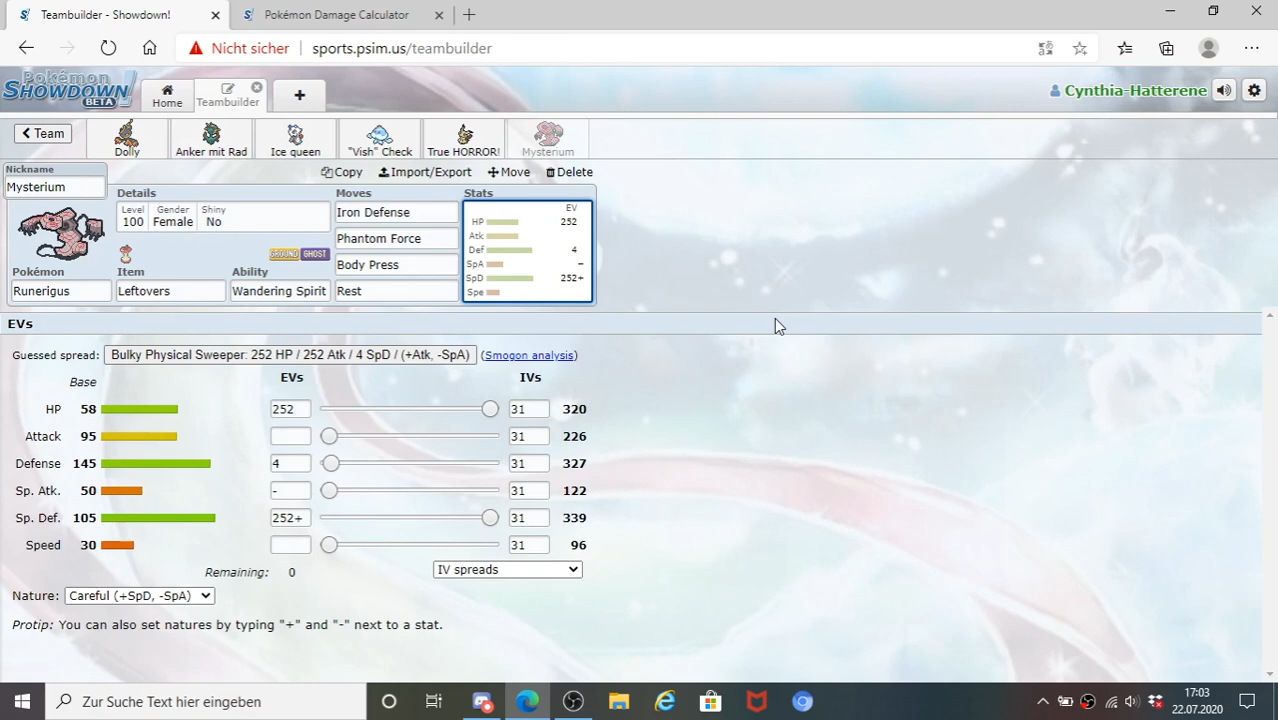 Teambuilder - Showdown!
Pokémon Damage Calculator
Nicht sicher sports.psim.us/teambuilder
Pokémon
SHOWDOWN!
BETA
Home
Teambuilder
Cynthia-Hatterene
Team
Dolly
Anker mit Rad
Ice queen
"Vish" Check
True HORROR!
Mysterium
Copy Import/Export Move Delete
Nickname
Mysterium
Details
Level Gender Shiny
100 Female No
GROUND GHOST
Pokémon Item Ability
Runerigus Leftovers Wandering Spirit
Moves
Iron Defense
Phantom Force
Body Press
Rest
Stats
EV
HP 252
Atk
Def 4
SpA –
SpD 252+
Spe
EVs
Guessed spread: Bulky Physical Sweeper: 252 HP / 252 Atk / 4 SpD / (+Atk, -SpA) (Smogon analysis)
Base EVs IVs
HP 58 252 31 320
Attack 95 31 226
Defense 145 4 31 327
Sp. Atk. 50 - 31 122
Sp. Def. 105 252+ 31 339
Speed 30 31 96
Remaining: 0 IV spreads
Nature: Careful (+SpD, -SpA)
Protip: You can also set natures by typing "+" and "-" next to a stat.
Zur Suche Text hier eingeben
17:03
22.07.2020